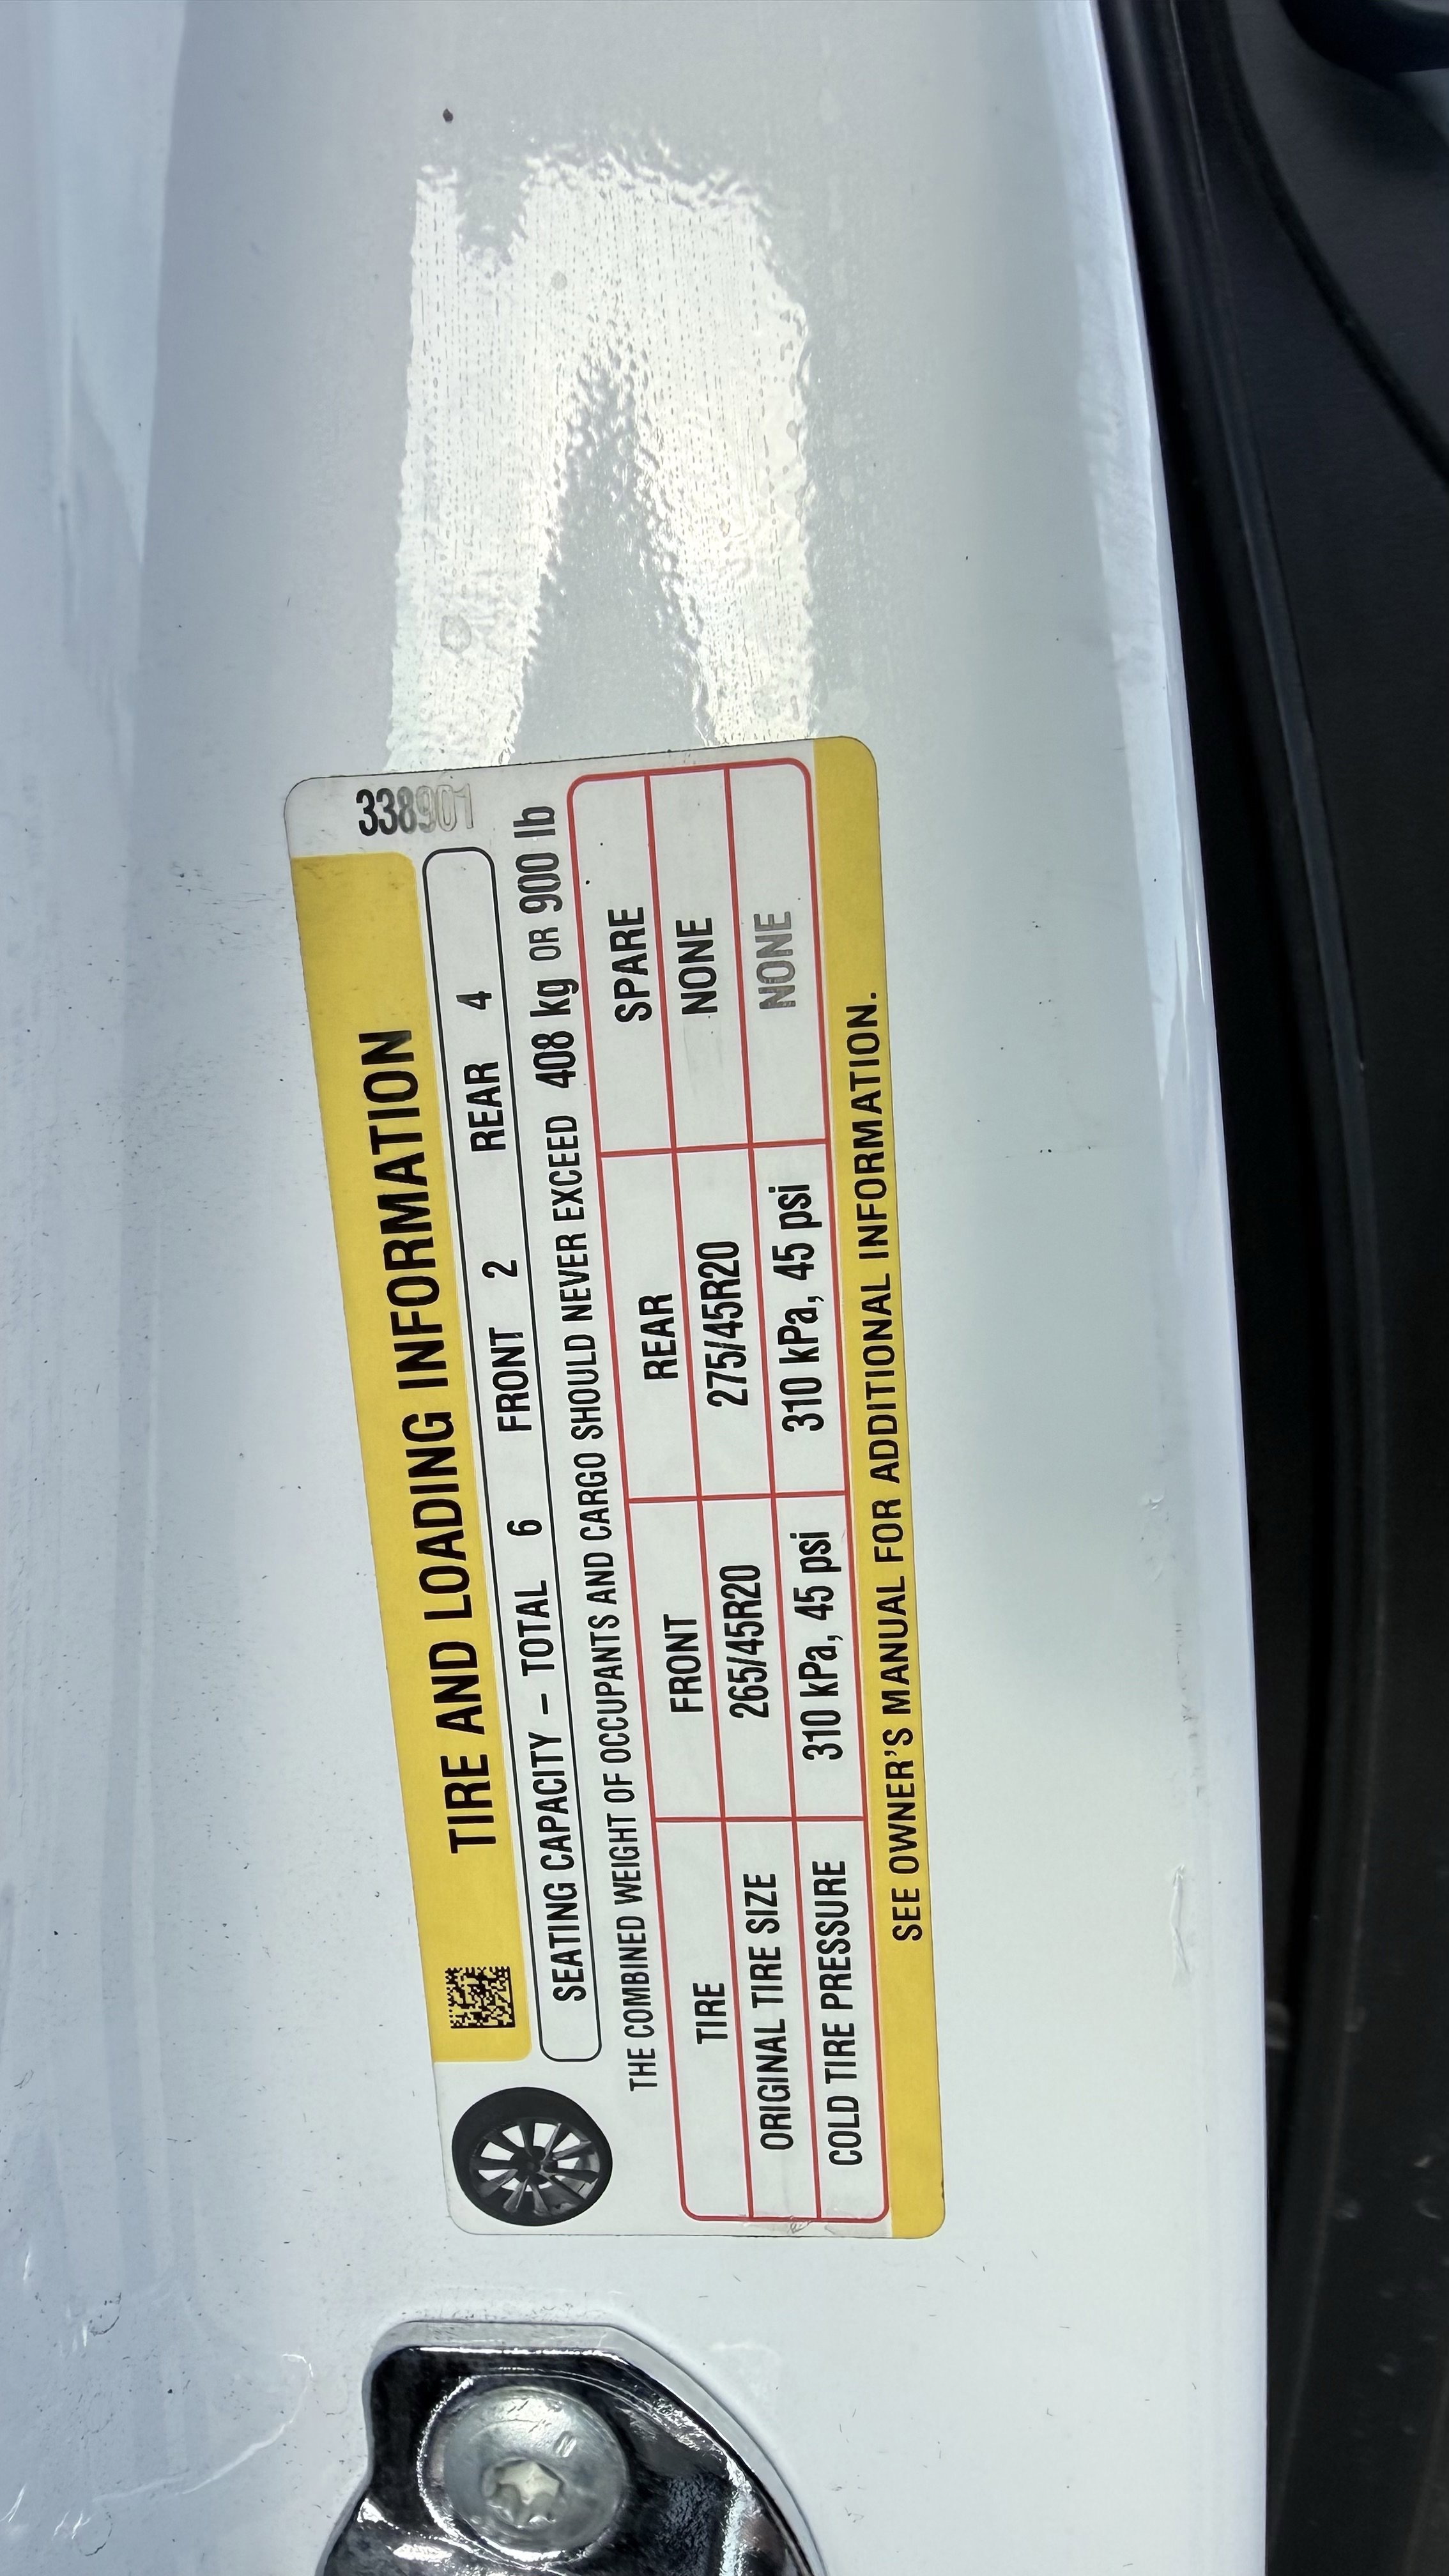 338901
TIRE AND LOADING INFORMATION
SEATING CAPACITY – TOTAL 6 FRONT 2 REAR 4
THE COMBINED WEIGHT OF OCCUPANTS AND CARGO SHOULD NEVER EXCEED 408 kg OR 900 lb
TIRE FRONT REAR SPARE
ORIGINAL TIRE SIZE 265/45R20 275/45R20 NONE
COLD TIRE PRESSURE 310 kPa, 45 psi 310 kPa, 45 psi NONE
SEE OWNER'S MANUAL FOR ADDITIONAL INFORMATION.